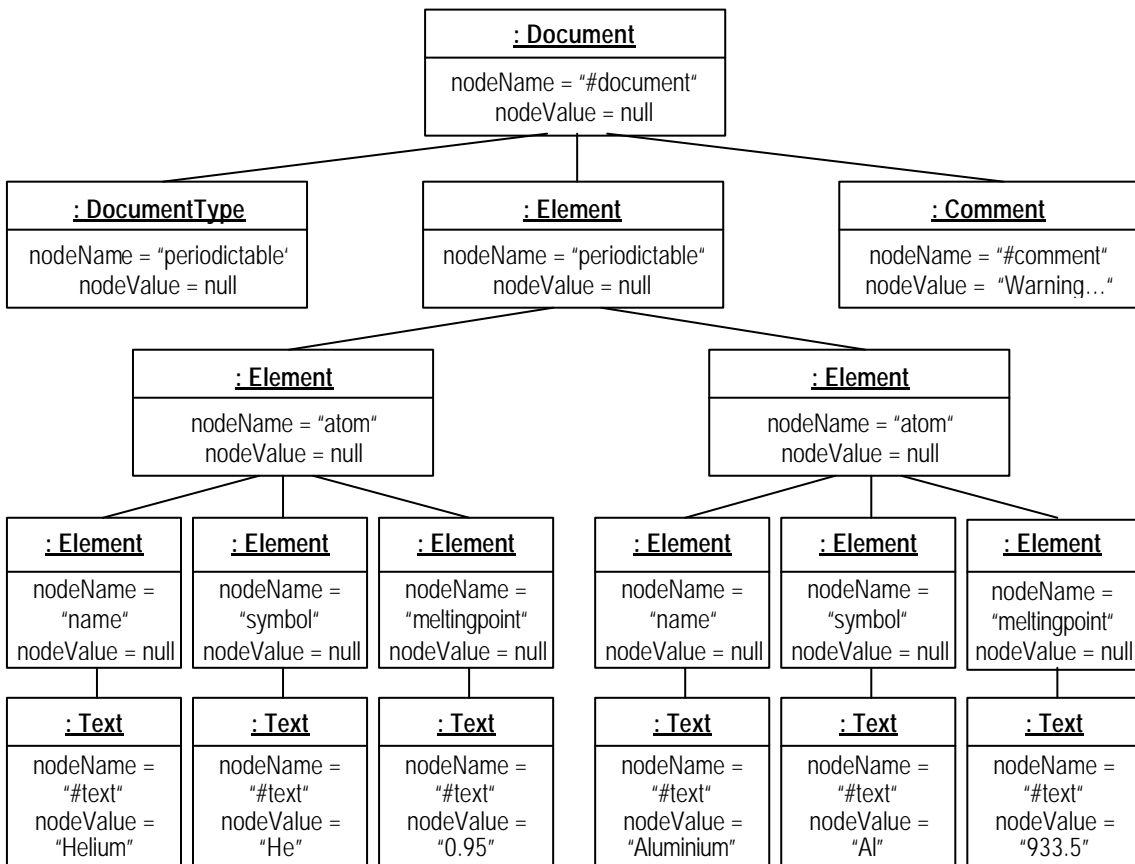 : Document
nodeName = “#document“
nodeValue = null
: DocumentType
nodeName = “periodictable‘
nodeValue = null
: Element
nodeName = “periodictable“
nodeValue = null
: Comment
nodeName = “#comment“
nodeValue = “Warning…“
: Element
nodeName = “atom“
nodeValue = null
: Element
nodeName = “atom“
nodeValue = null
: Element
nodeName =
“name“
nodeValue = null
: Element
nodeName =
“symbol“
nodeValue = null
: Element
nodeName =
“meltingpoint“
nodeValue = null
: Element
nodeName =
“name“
nodeValue = null
: Element
nodeName =
“symbol“
nodeValue = null
: Element
nodeName =
“meltingpoint“
nodeValue = null
: Text
nodeName =
“#text“
nodeValue =
“Helium”
: Text
nodeName =
“#text“
nodeValue =
“He”
: Text
nodeName =
“#text“
nodeValue =
“0.95”
: Text
nodeName =
“#text“
nodeValue =
“Aluminium”
: Text
nodeName =
“#text“
nodeValue =
“Al”
: Text
nodeName =
“#text“
nodeValue =
“933.5”